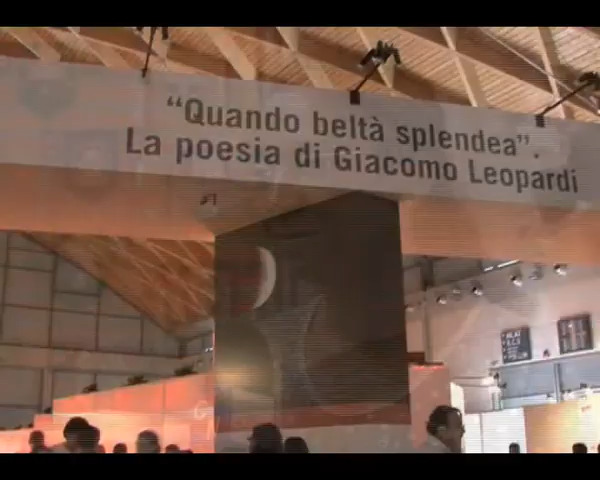 “Quando beltà splendea”.
La poesia di Giacomo Leopardi